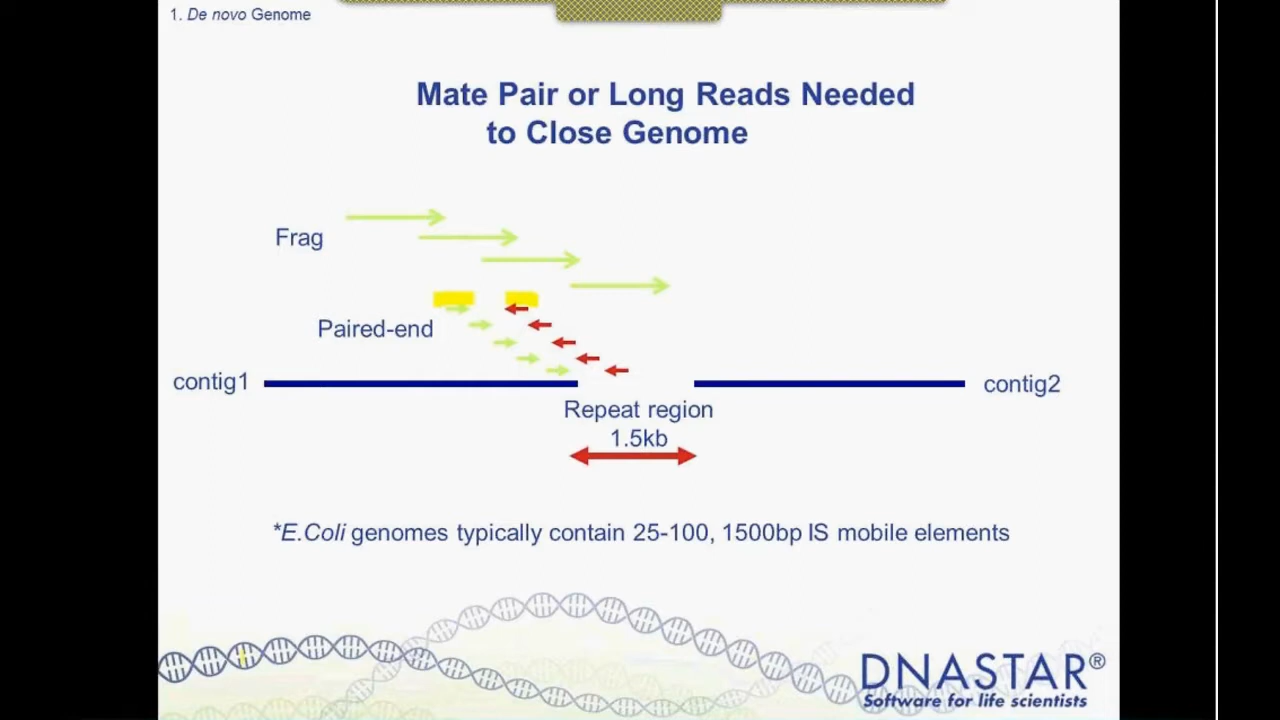 1. De novo Genome
Mate Pair or Long Reads Needed
to Close Genome
Frag
Paired-end
contig1
contig2
Repeat region
1.5kb
*E.Coli genomes typically contain 25-100, 1500bp IS mobile elements
DNASTAR®
Software for life scientists